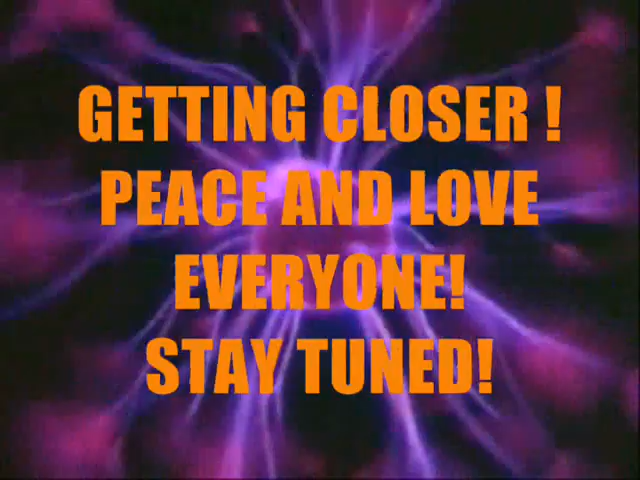 GETTING CLOSER !
PEACE AND LOVE
EVERYONE!
STAY TUNED!